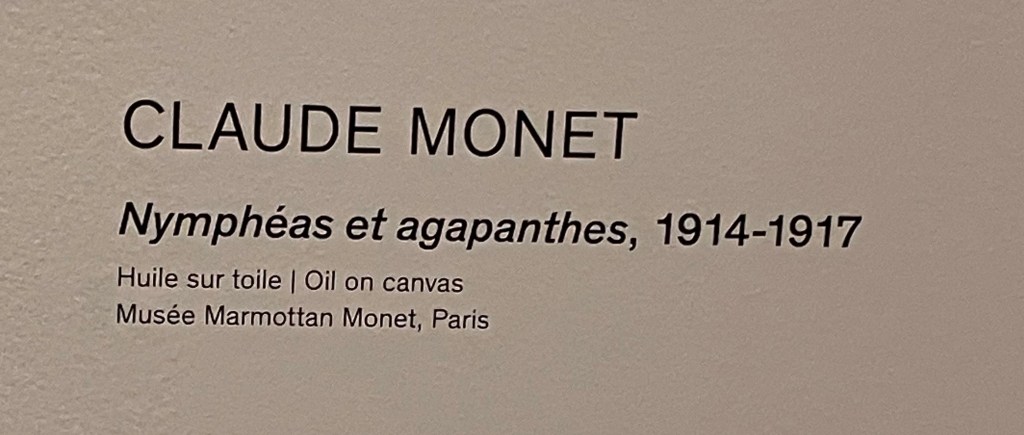 CLAUDE MONET
Nymphéas et agapanthes, 1914-1917
Huile sur toile | Oil on canvas
Musée Marmottan Monet, Paris